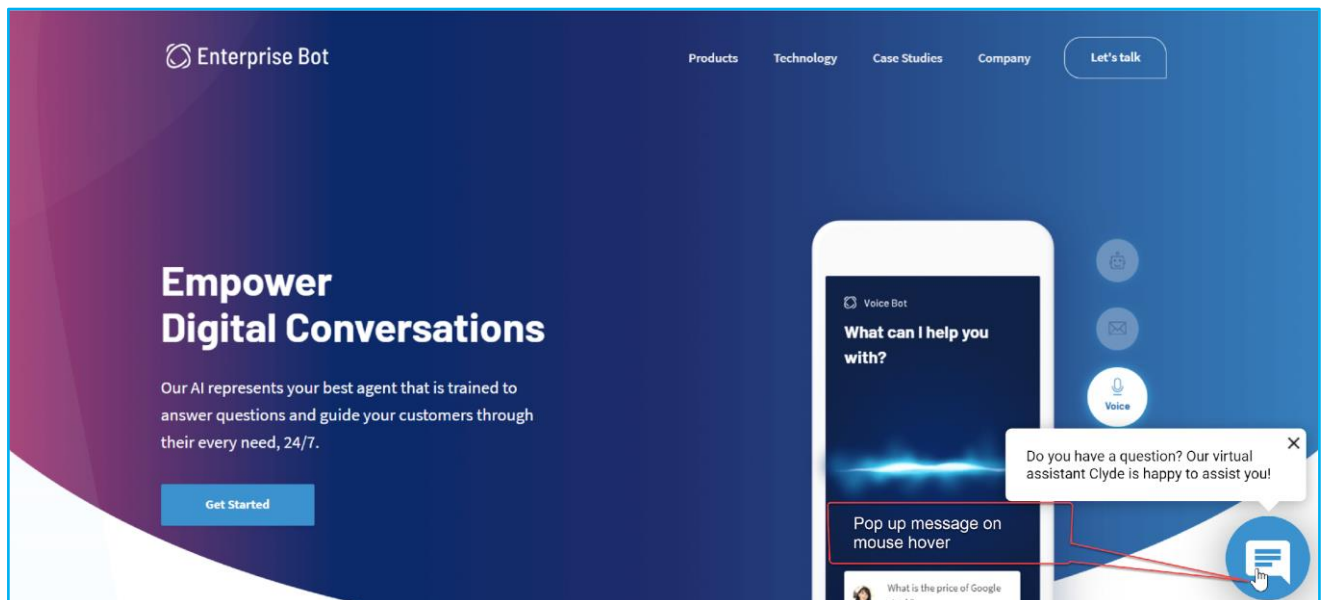 Enterprise Bot
Products
Technology
Case Studies
Company
Let's talk
Empower
Digital Conversations
Our AI represents your best agent that is trained to
answer questions and guide your customers through
their every need, 24/7.
Get Started
Voice Bot
What can I help you
with?
Voice
Do you have a question? Our virtual
assistant Clyde is happy to assist you!
Pop up message on
mouse hover
What is the price of Google